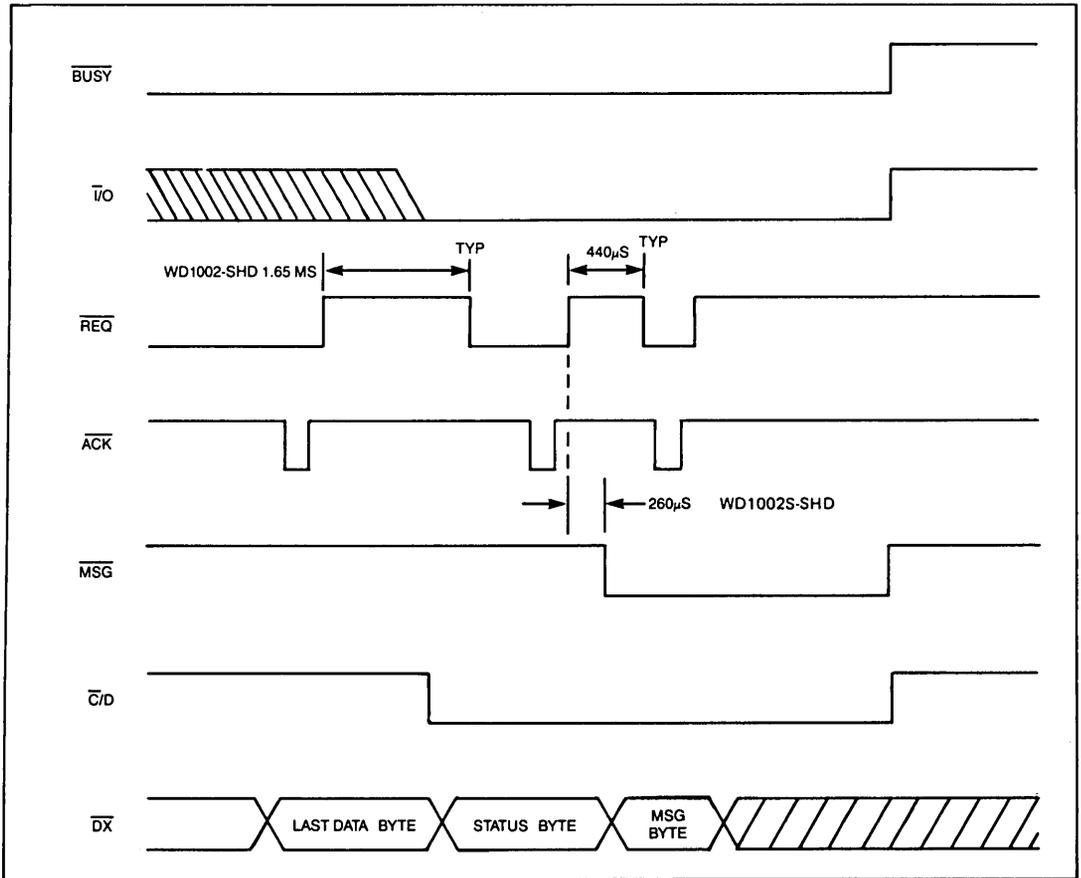 BUSY
I/O
TYP
TYP
440µS
WD1002-SHD 1.65 MS
REQ
ACK
260µS WD1002S-SHD
MSG
C/D
DX
LAST DATA BYTE
STATUS BYTE
MSG
BYTE